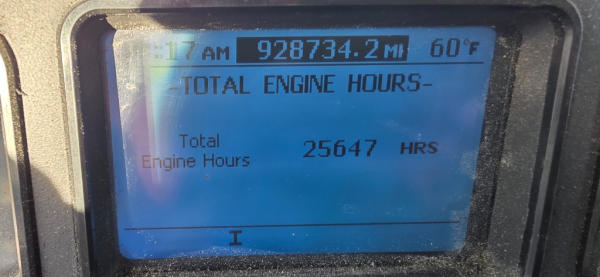 :17 AM 928734.2 MI 60°F
-TOTAL ENGINE HOURS-
Total
Engine Hours 25647 HRS
I